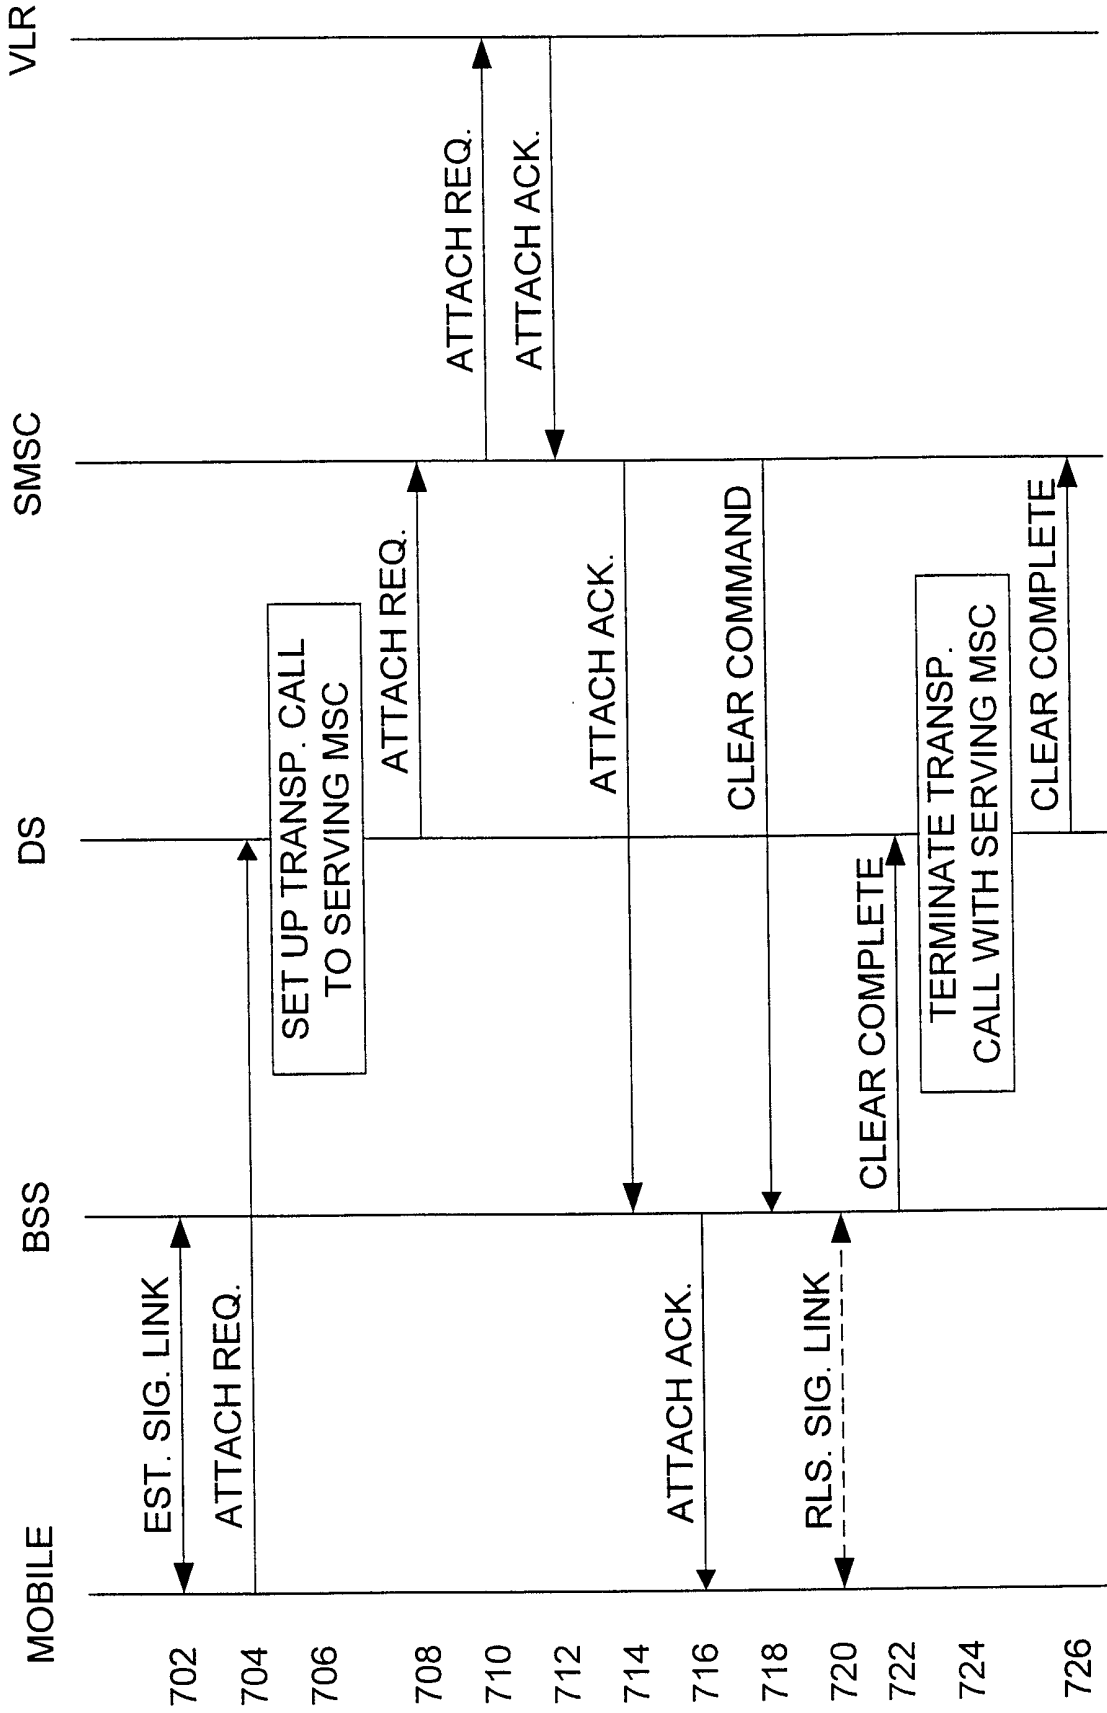 MOBILE
BSS
DS
SMSC
VLR
702
EST. SIG. LINK
704
ATTACH REQ.
706
SET UP TRANSP. CALL
TO SERVING MSC
708
ATTACH REQ.
710
ATTACH REQ.
712
ATTACH ACK.
714
ATTACH ACK.
716
ATTACH ACK.
718
CLEAR COMMAND
720
RLS. SIG. LINK
722
CLEAR COMPLETE
724
TERMINATE TRANSP.
CALL WITH SERVING MSC
726
CLEAR COMPLETE